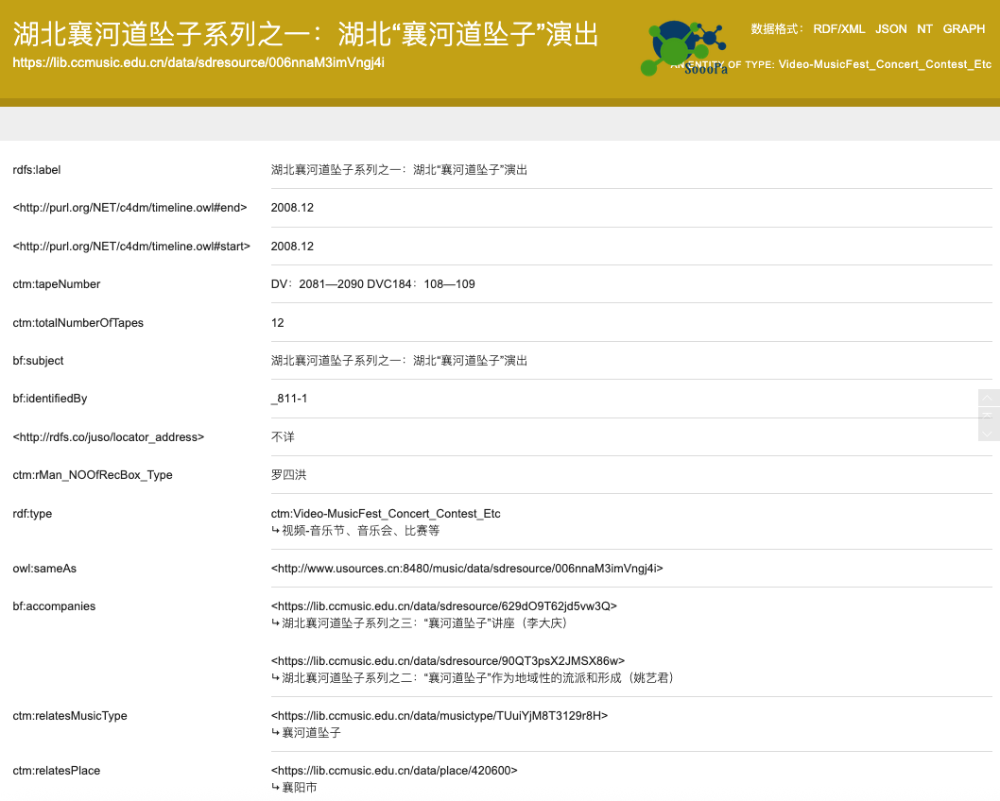 湖北襄河道坠子系列之一：湖北“襄河道坠子”演出
https://lib.ccmusic.edu.cn/data/sdresource/006nnaM3imVngj4i
SoooPa
数据格式： RDF/XML JSON NT GRAPH
AN ENTITY OF TYPE: Video-MusicFest_Concert_Contest_Etc
rdfs:label 湖北襄河道坠子系列之一：湖北“襄河道坠子”演出
<http://purl.org/NET/c4dm/timeline.owl#end> 2008.12
<http://purl.org/NET/c4dm/timeline.owl#start> 2008.12
ctm:tapeNumber DV：2081—2090 DVC184：108—109
ctm:totalNumberOfTapes 12
bf:subject 湖北襄河道坠子系列之一：湖北“襄河道坠子”演出
bf:identifiedBy _811-1
<http://rdfs.co/juso/locator_address> 不详
ctm:rMan_NOOfRecBox_Type 罗四洪
rdf:type ctm:Video-MusicFest_Concert_Contest_Etc
↳ 视频-音乐节、音乐会、比赛等
owl:sameAs <http://www.usources.cn:8480/music/data/sdresource/006nnaM3imVngj4i>
bf:accompanies <https://lib.ccmusic.edu.cn/data/sdresource/629dO9T62jd5vw3Q>
↳ 湖北襄河道坠子系列之三：“襄河道坠子”讲座（李大庆）
<https://lib.ccmusic.edu.cn/data/sdresource/90QT3psX2JMSX86w>
↳ 湖北襄河道坠子系列之二：“襄河道坠子”作为地域性的流派和形成（姚艺君）
ctm:relatesMusicType <https://lib.ccmusic.edu.cn/data/musictype/TUuiYjM8T3129r8H>
↳ 襄河道坠子
ctm:relatesPlace <https://lib.ccmusic.edu.cn/data/place/420600>
↳ 襄阳市